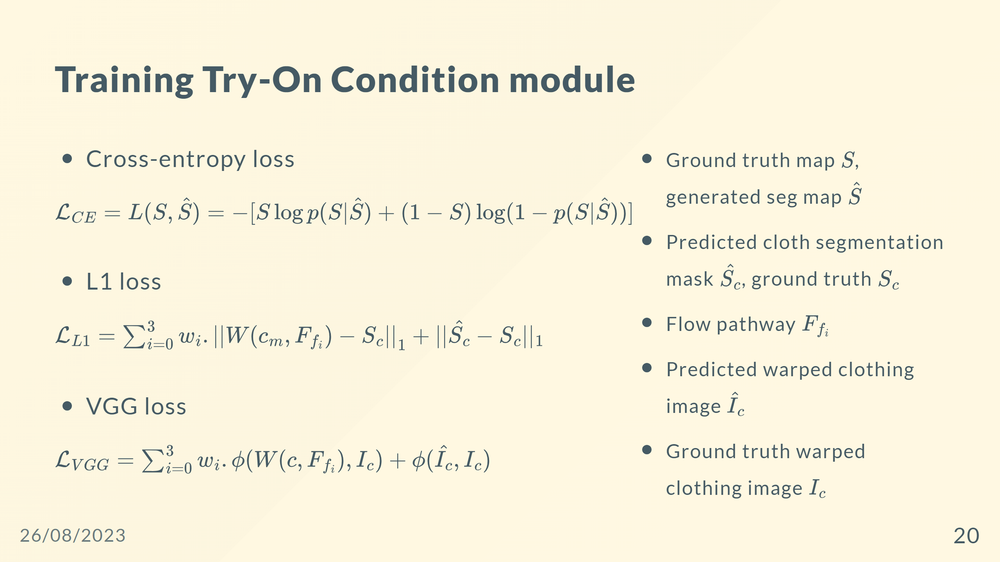 Training Try-On Condition module
• Cross-entropy loss
$\mathcal{L}_{CE} = L(S, \hat{S}) = -[S \log p(S|\hat{S}) + (1 - S) \log(1 - p(S|\hat{S}))]$
• L1 loss
$\mathcal{L}_{L1} = \sum_{i=0}^{3} w_i . ||W(c_m, F_{f_i}) - S_c||_1 + ||\hat{S}_c - S_c||_1$
• VGG loss
$\mathcal{L}_{VGG} = \sum_{i=0}^{3} w_i . \phi(W(c, F_{f_i}), I_c) + \phi(\hat{I}_c, I_c)$
• Ground truth map $S$,
generated seg map $\hat{S}$
• Predicted cloth segmentation
mask $\hat{S}_c$, ground truth $S_c$
• Flow pathway $F_{f_i}$
• Predicted warped clothing
image $\hat{I}_c$
• Ground truth warped
clothing image $I_c$
26/08/2023
20